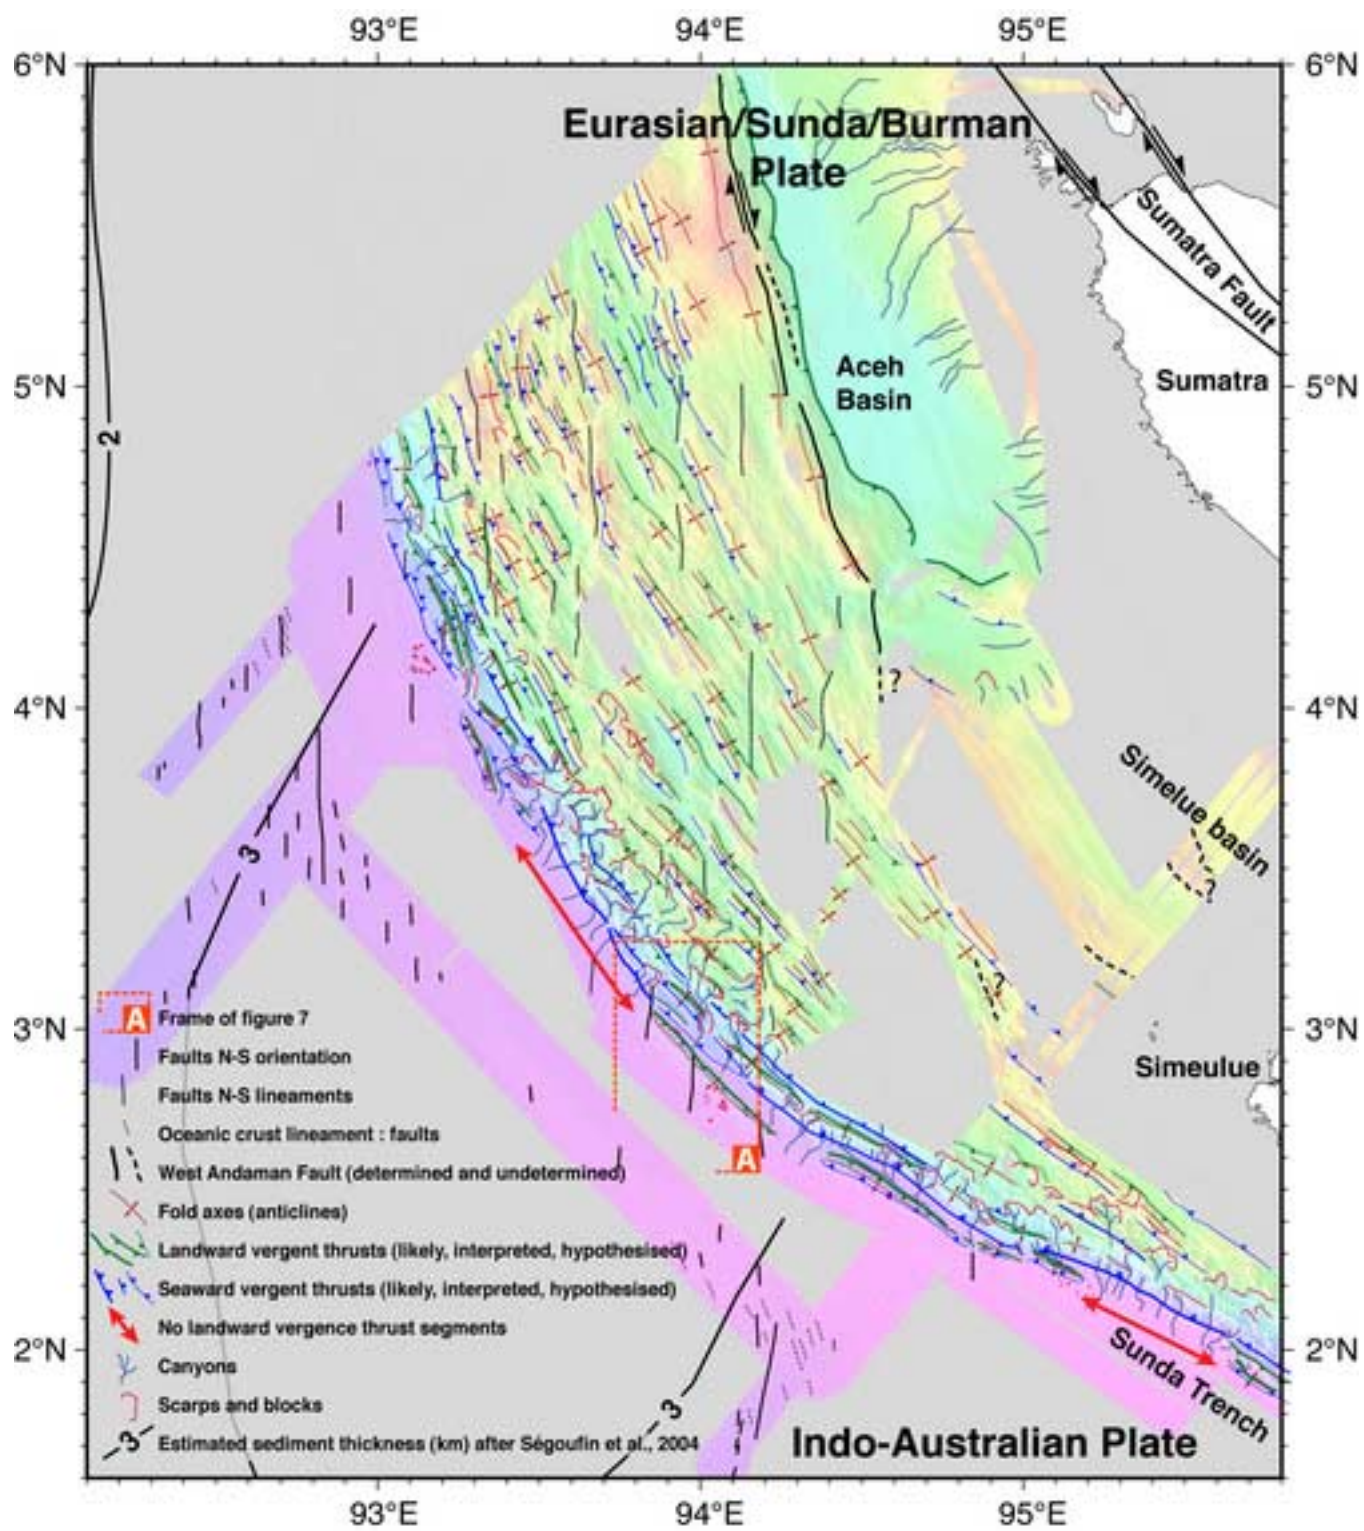 93°E 94°E 95°E
6°N 6°N
Eurasian/Sunda/Burman
Plate
Sumatra Fault
Aceh
Basin
Sumatra
5°N 5°N
2
?
4°N 4°N
Simelue basin
?
3
?
3°N 3°N
A Frame of figure 7
Faults N-S orientation
Simeulue
Faults N-S lineaments
Oceanic crust lineament : faults
A
West Andaman Fault (determined and undetermined)
Fold axes (anticlines)
Landward vergent thrusts (likely, interpreted, hypothesised)
Seaward vergent thrusts (likely, interpreted, hypothesised)
No landward vergence thrust segments
2°N 2°N
Sunda Trench
Canyons
Scarps and blocks
3
3 Estimated sediment thickness (km) after Ségoufin et al., 2004
Indo-Australian Plate
93°E 94°E 95°E